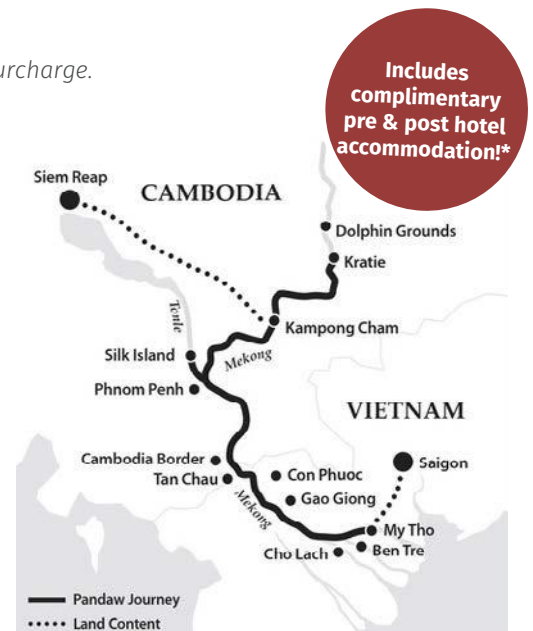 urcharge.
Includes
complimentary
pre & post hotel
accommodation!*
Siem Reap
CAMBODIA
Dolphin Grounds
Kratie
Tonle
Kampong Cham
Silk Island
Mekong
Phnom Penh
VIETNAM
Cambodia Border
Saigon
Con Phuoc
Tan Chau
Gao Giong
Mekong
My Tho
Cho Lach
Ben Tre
Pandaw Journey
Land Content